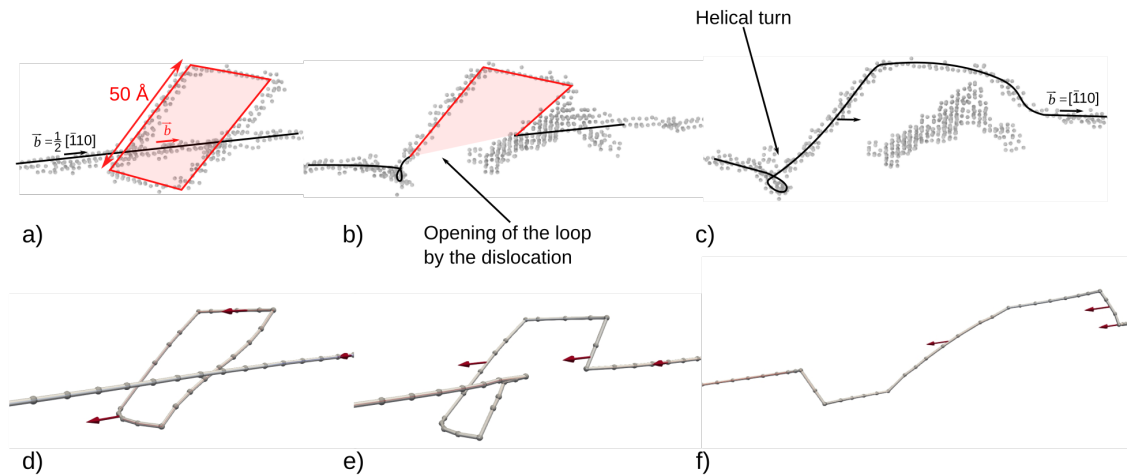 Helical turn
50 Å
b⃗ = ½ [1̄10]
b⃗
b⃗ = [1̄10]
a)
b)
c)
Opening of the loop
by the dislocation
d)
e)
f)